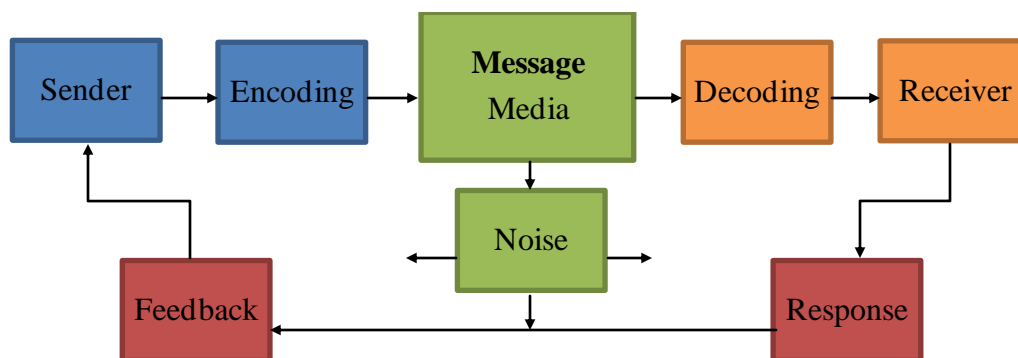 Sender
Encoding
Message
Media
Decoding
Receiver
Noise
Feedback
Response